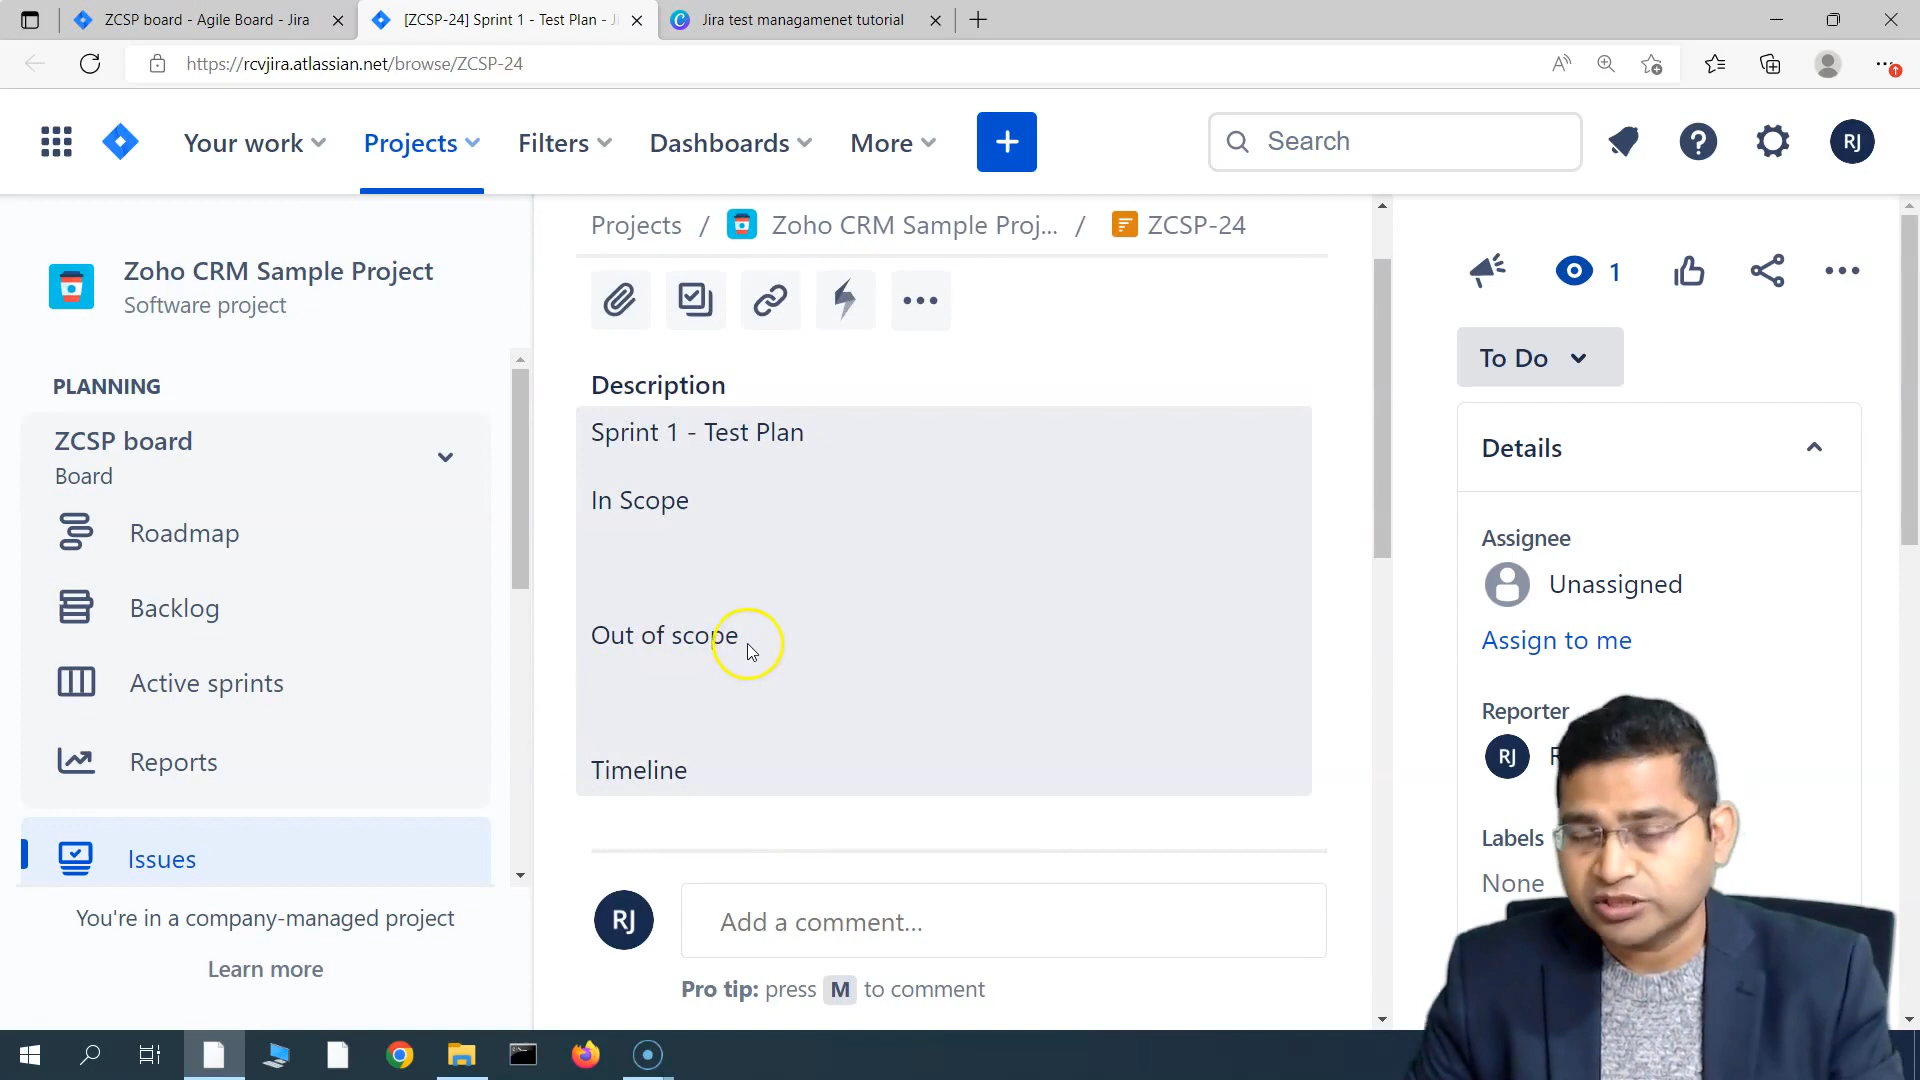 ZCSP board - Agile Board - Jira
[ZCSP-24] Sprint 1 - Test Plan - Ji
Jira test managamenet tutorial
https://rcvjira.atlassian.net/browse/ZCSP-24
Your work
Projects
Filters
Dashboards
More
Search
RJ
Zoho CRM Sample Project
Software project
PLANNING
ZCSP board
Board
Roadmap
Backlog
Active sprints
Reports
Issues
You're in a company-managed project
Learn more
Projects / Zoho CRM Sample Proj... / ZCSP-24
Description
Sprint 1 - Test Plan
In Scope
Out of scope
Timeline
RJ
Add a comment...
Pro tip: press M to comment
1
To Do
Details
Assignee
Unassigned
Assign to me
Reporter
RJ
Labels
None